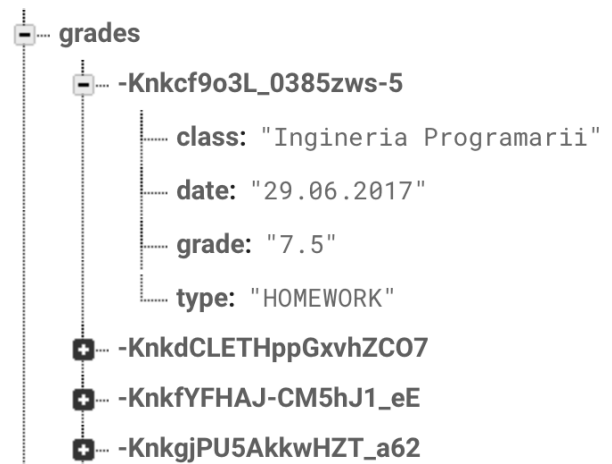 grades
-Knkcf9o3L_0385zws-5
class: "Ingineria Programarii"
date: "29.06.2017"
grade: "7.5"
type: "HOMEWORK"
-KnkdCLETHppGxvhZCO7
-KnkfYFHAJ-CM5hJ1_eE
-KnkgjPU5AkkwHZT_a62